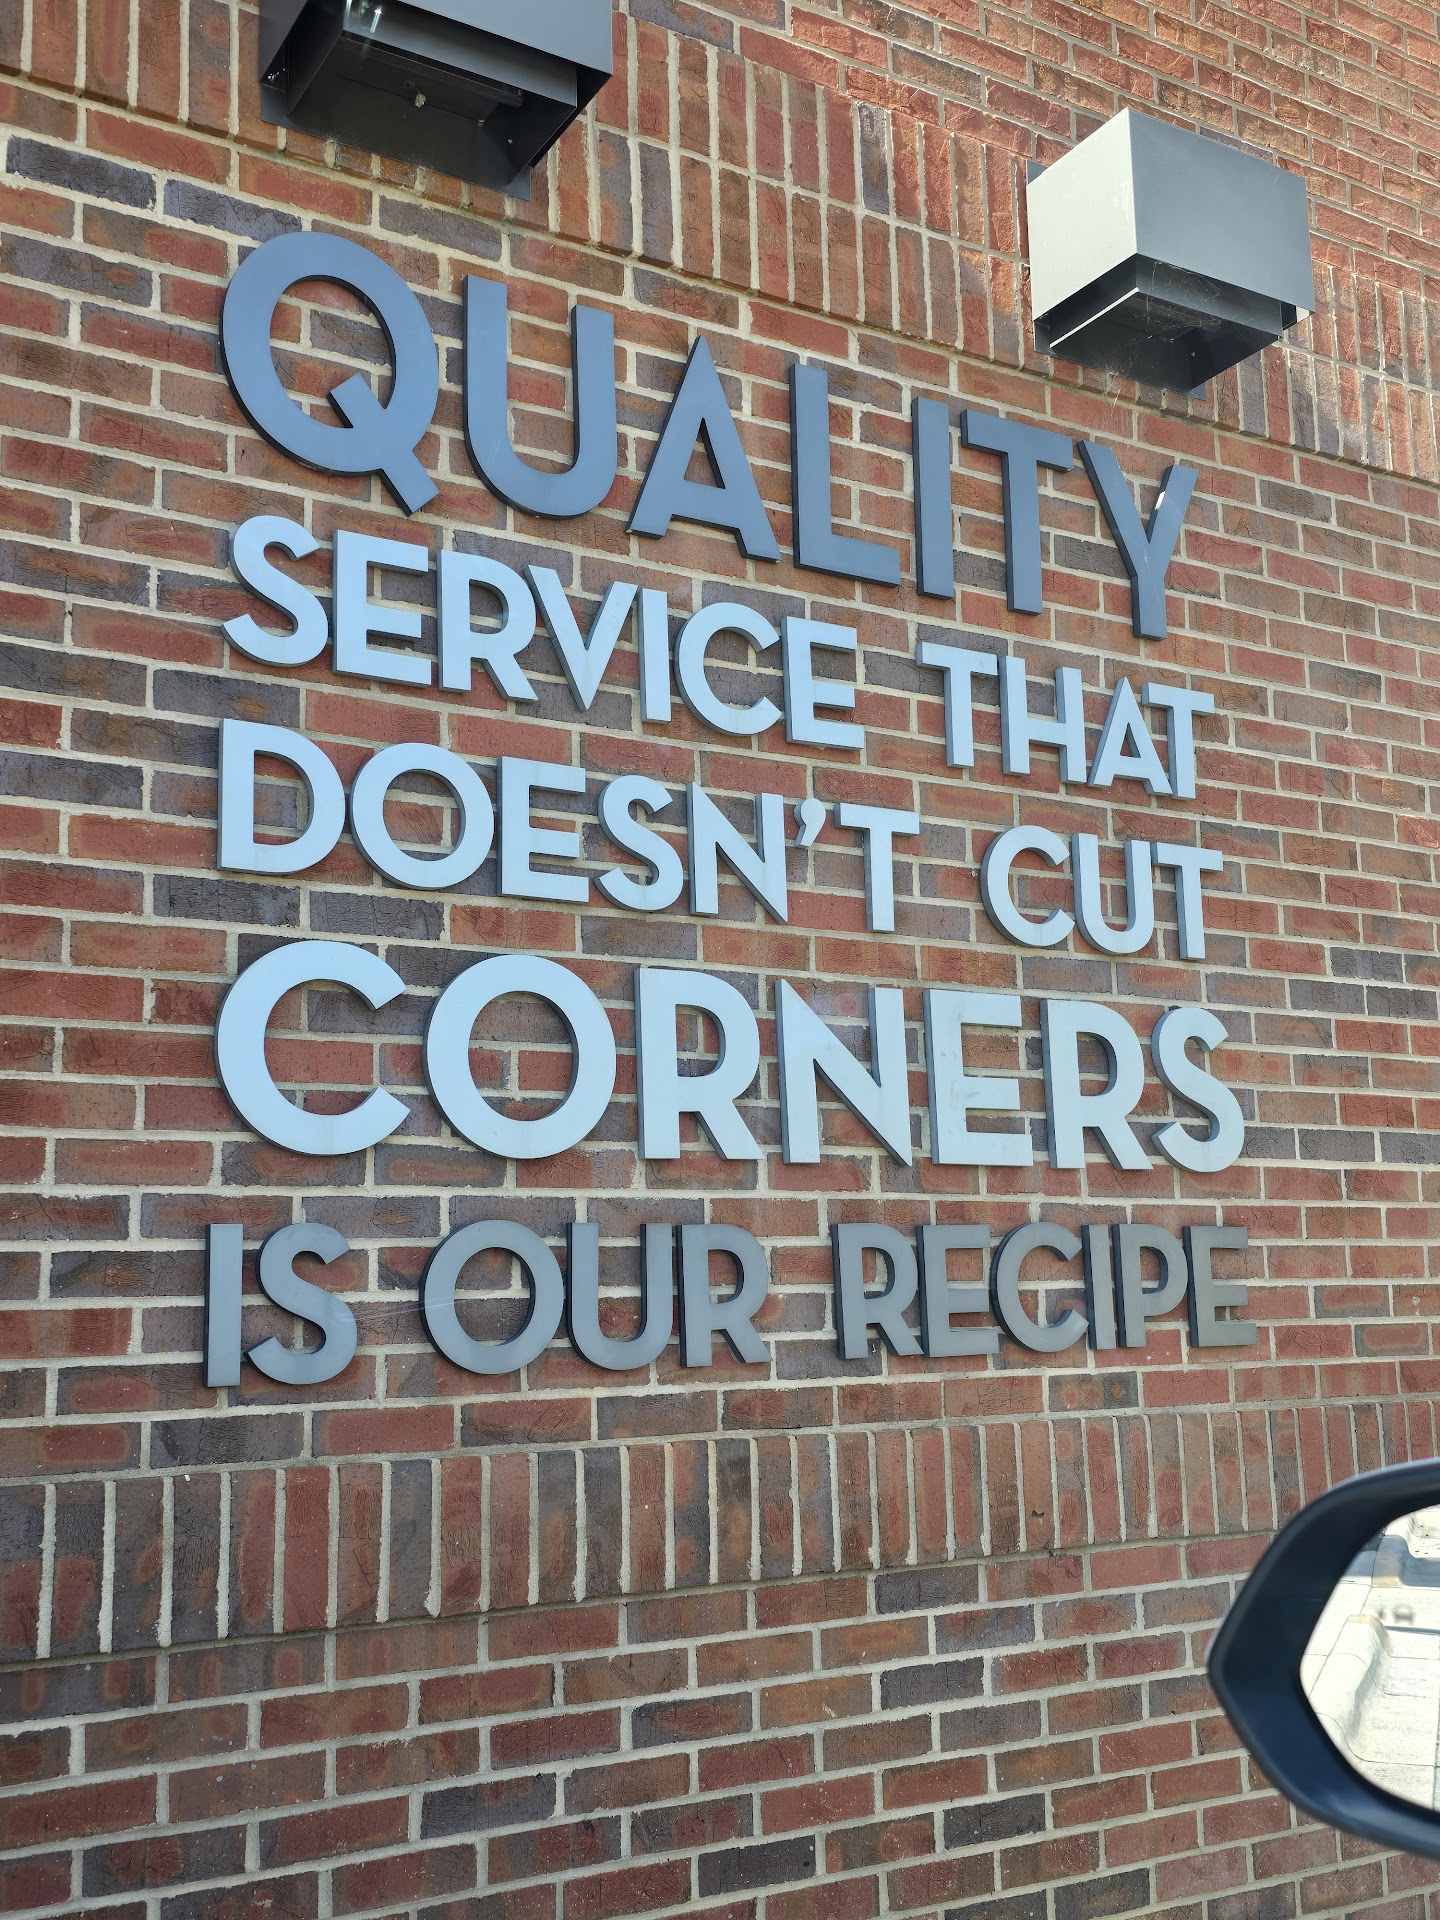 QUALITY
SERVICE THAT
DOESN'T CUT
CORNERS
IS OUR RECIPE